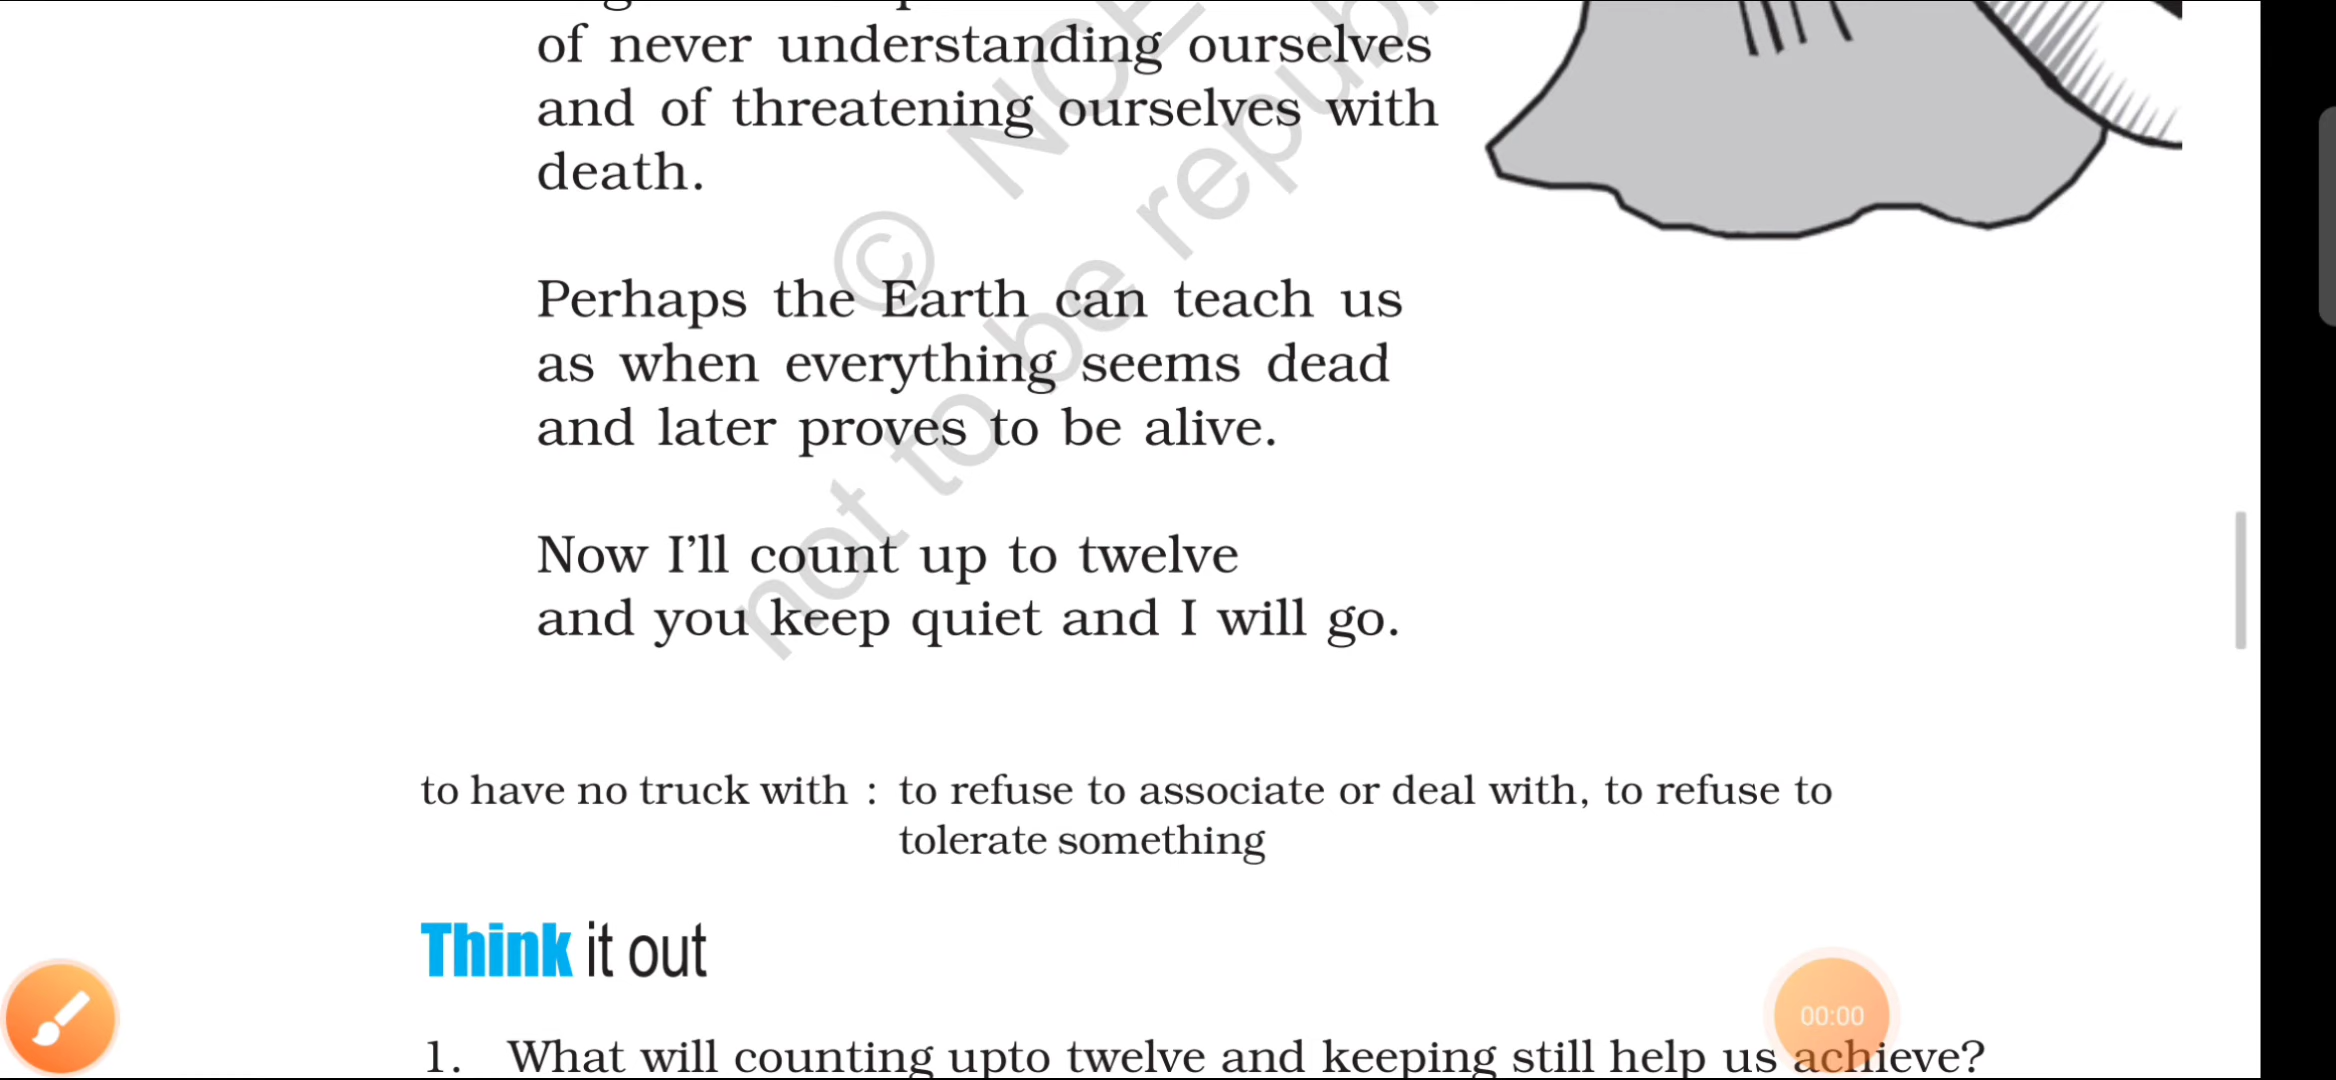 of never understanding ourselves
and of threatening ourselves with
death.
Perhaps the Earth can teach us
as when everything seems dead
and later proves to be alive.
Now I'll count up to twelve
and you keep quiet and I will go.
to have no truck with : to refuse to associate or deal with, to refuse to
tolerate something
Think it out
00:00
1. What will counting upto twelve and keeping still help us achieve?
©
not to be